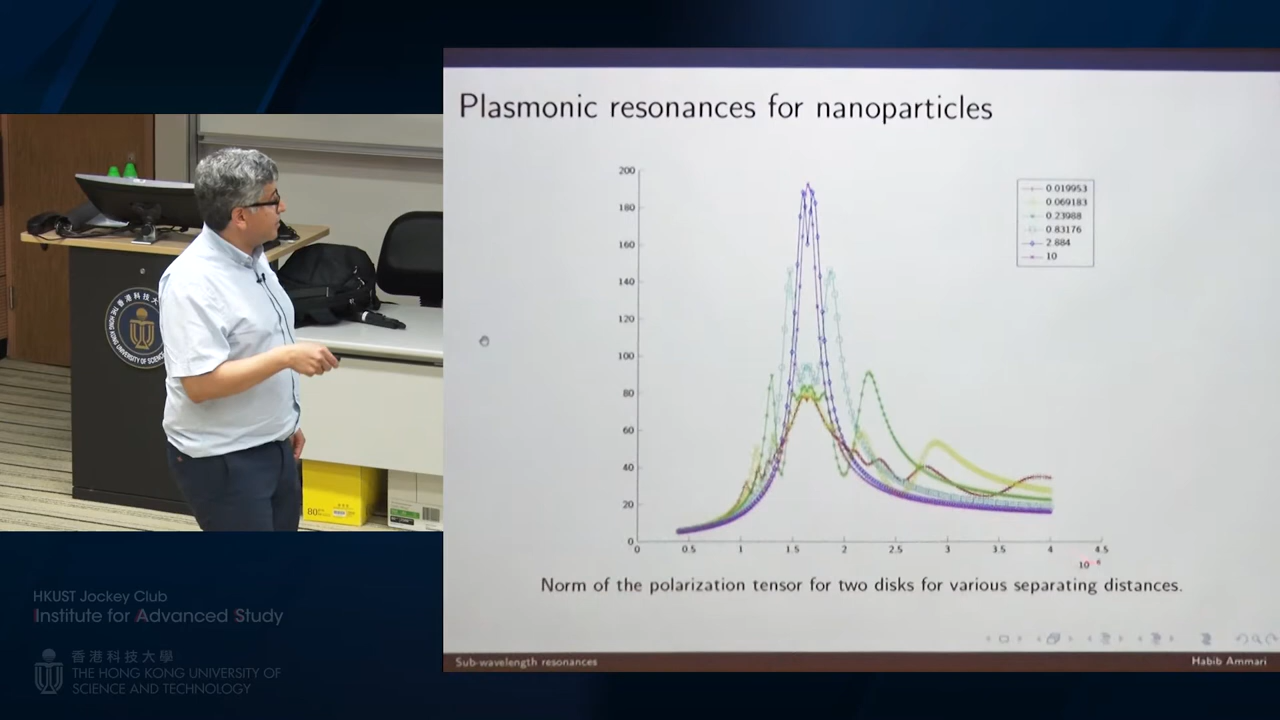 Plasmonic resonances for nanoparticles
200
180
160
140
120
100
80
60
40
20
0
0 0.5 1 1.5 2 2.5 3 3.5 4 4.5
10
0.019953
0.069183
0.23988
0.83176
2.884
10
Norm of the polarization tensor for two disks for various separating distances.
Sub-wavelength resonances
Habib Ammari
80
HKUST Jockey Club
Institute for Advanced Study
香港科技大學
THE HONG KONG UNIVERSITY OF
SCIENCE AND TECHNOLOGY